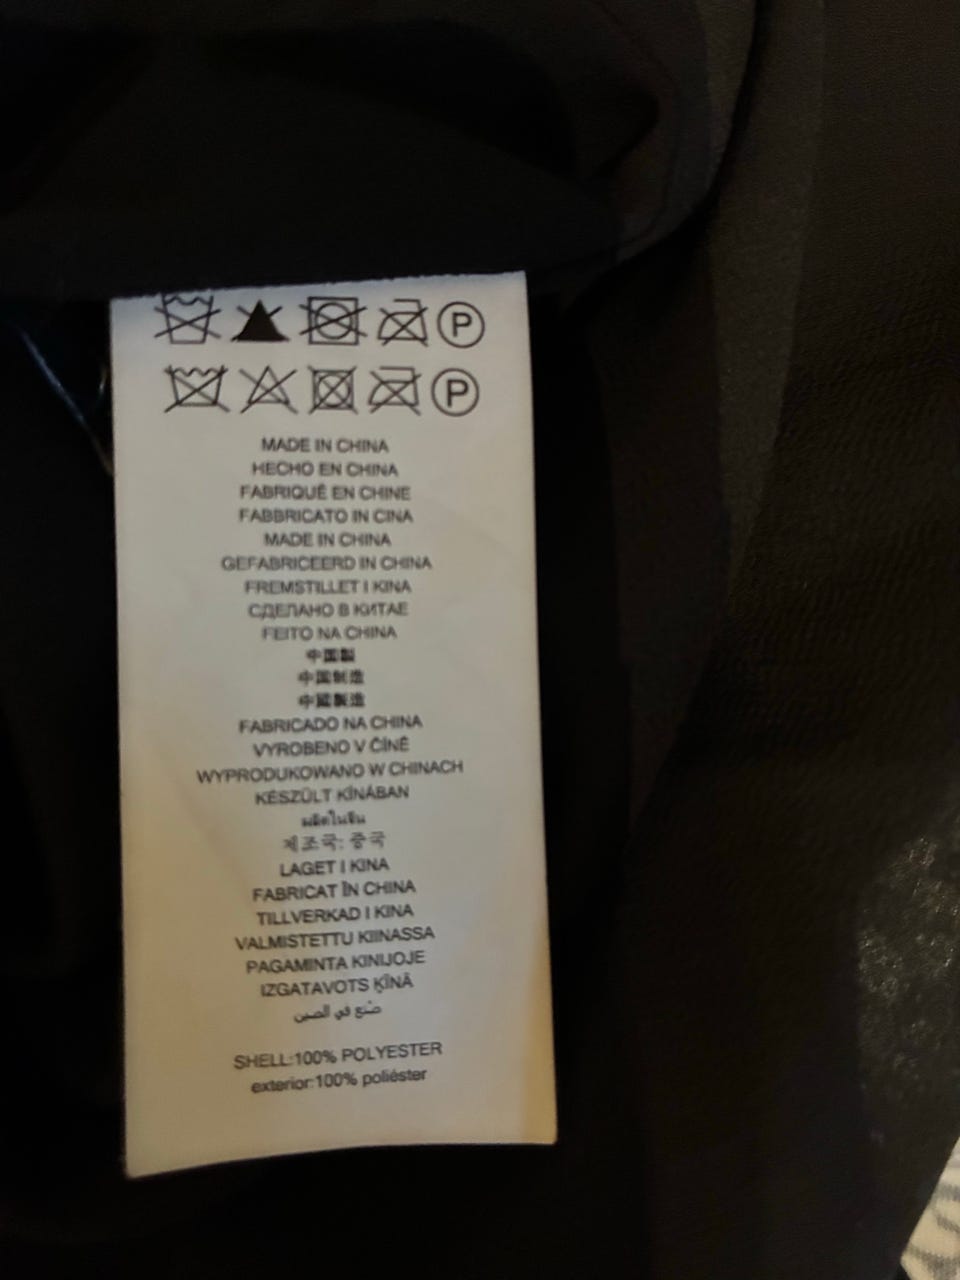 P
P
MADE IN CHINA
HECHO EN CHINA
FABRIQUÉ EN CHINE
FABBRICATO IN CINA
MADE IN CHINA
GEFABRICEERD IN CHINA
FREMSTILLET I KINA
СДЕЛАНО В КИТАЕ
FEITO NA CHINA
中国製
中国制造
中國製造
FABRICADO NA CHINA
VYROBENO V ČÍNĚ
WYPRODUKOWANO W CHINACH
KÉSZÜLT KÍNÁBAN
ผลิตในจีน
제조국: 중국
LAGET I KINA
FABRICAT ÎN CHINA
TILLVERKAD I KINA
VALMISTETTU KIINASSA
PAGAMINTA KINIJOJE
IZGATAVOTS ĶĪNĀ
صُنع في الصين
SHELL:100% POLYESTER
exterior:100% poliéster